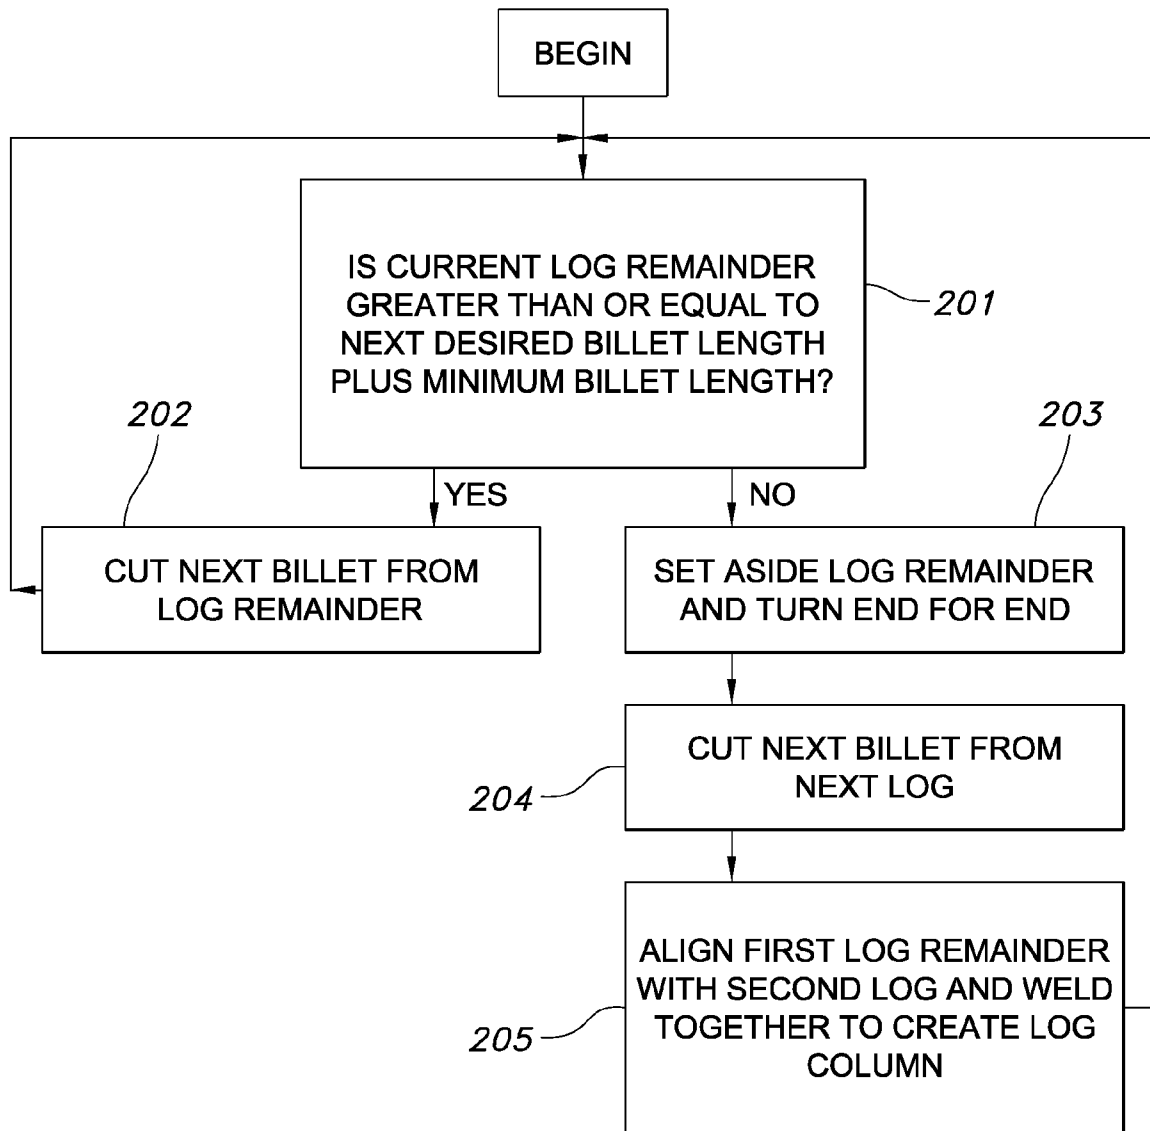 BEGIN
IS CURRENT LOG REMAINDER
GREATER THAN OR EQUAL TO
NEXT DESIRED BILLET LENGTH
PLUS MINIMUM BILLET LENGTH?
201
202
203
YES
NO
CUT NEXT BILLET FROM
LOG REMAINDER
SET ASIDE LOG REMAINDER
AND TURN END FOR END
CUT NEXT BILLET FROM
NEXT LOG
204
ALIGN FIRST LOG REMAINDER
WITH SECOND LOG AND WELD
TOGETHER TO CREATE LOG
COLUMN
205